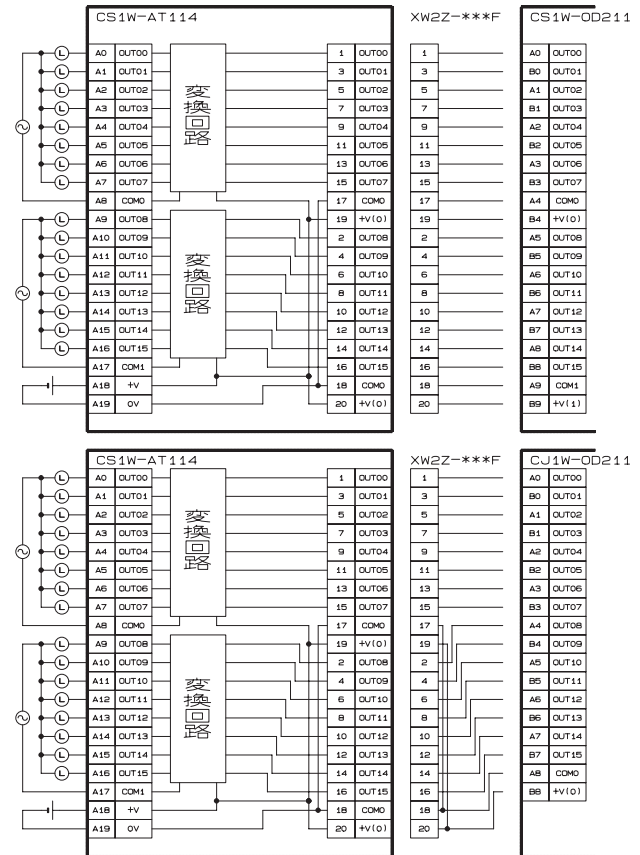 CS1W-AT114 XW2Z-***F CS1W-OD211
A0 OUT00 1 OUT00 1 A0 OUT00
A1 OUT01 3 OUT01 3 B0 OUT01
A2 OUT02 5 OUT02 5 A1 OUT02
A3 OUT03 7 OUT03 7 B1 OUT03
A4 OUT04 9 OUT04 9 A2 OUT04
A5 OUT05 11 OUT05 11 B2 OUT05
A6 OUT06 13 OUT06 13 A3 OUT06
A7 OUT07 15 OUT07 15 B3 OUT07
変換回路
A8 COM0 17 COM0 17 A4 COM0
A9 OUT08 19 +V(0) 19 B4 +V(0)
A10 OUT09 2 OUT08 2 A5 OUT08
A11 OUT10 4 OUT09 4 B5 OUT09
A12 OUT11 6 OUT10 6 A6 OUT10
A13 OUT12 8 OUT11 8 B6 OUT11
A14 OUT13 10 OUT12 10 A7 OUT12
A15 OUT14 12 OUT13 12 B7 OUT13
A16 OUT15 14 OUT14 14 A8 OUT14
変換回路
A17 COM1 16 OUT15 16 B8 OUT15
A18 +V 18 COM0 18 A9 COM1
A19 0V 20 +V(0) 20 B9 +V(1)
L L L L L L L L
L L L L L L L L
CS1W-AT114 XW2Z-***F CJ1W-OD211
A0 OUT00 1 OUT00 1 A0 OUT00
A1 OUT01 3 OUT01 3 B0 OUT01
A2 OUT02 5 OUT02 5 A1 OUT02
A3 OUT03 7 OUT03 7 B1 OUT03
A4 OUT04 9 OUT04 9 A2 OUT04
A5 OUT05 11 OUT05 11 B2 OUT05
A6 OUT06 13 OUT06 13 A3 OUT06
A7 OUT07 15 OUT07 15 B3 OUT07
変換回路
A8 COM0 17 COM0 17 A4 OUT08
A9 OUT08 19 +V(0) 19 B4 OUT09
A10 OUT09 2 OUT08 2 A5 OUT10
A11 OUT10 4 OUT09 4 B5 OUT11
A12 OUT11 6 OUT10 6 A6 OUT12
A13 OUT12 8 OUT11 8 B6 OUT13
A14 OUT13 10 OUT12 10 A7 OUT14
A15 OUT14 12 OUT13 12 B7 OUT15
A16 OUT15 14 OUT14 14 A8 COM0
変換回路
A17 COM1 16 OUT15 16 B8 +V(0)
A18 +V 18 COM0 18
A19 0V 20 +V(0) 20
L L L L L L L L
L L L L L L L L